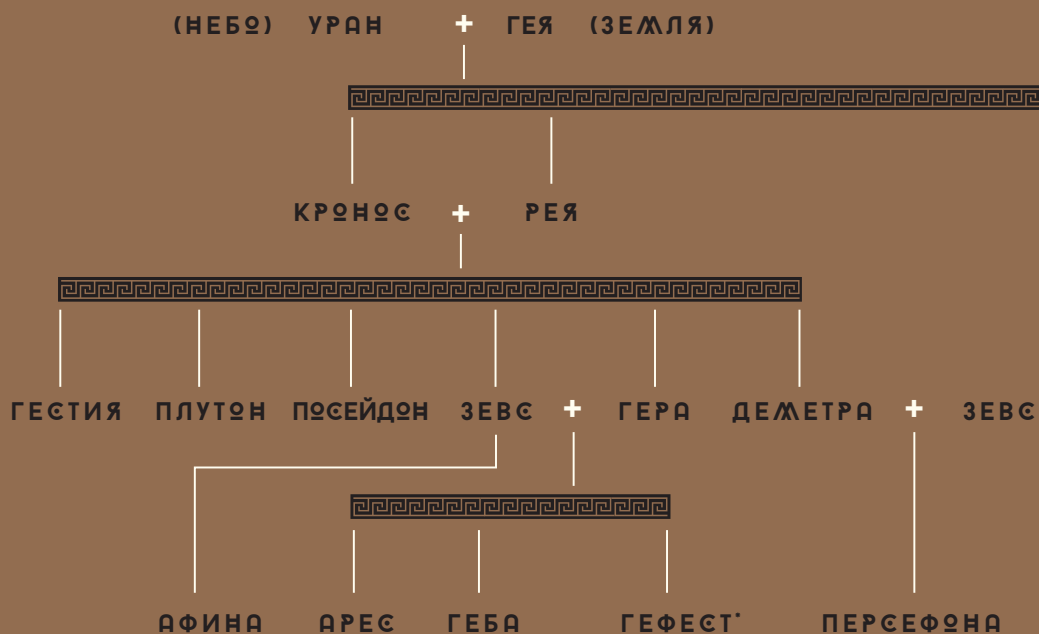 (НЕБО) УРАН + ГЕЯ (ЗЕМЛЯ)
КРОНОС + РЕЯ
ГЕСТИЯ ПЛУТОН ПОСЕЙДОН ЗЕВС + ГЕРА ДЕМЕТРА + ЗЕВС
АФИНА АРЕС ГЕБА ГЕФЕСТ* ПЕРСЕФОНА